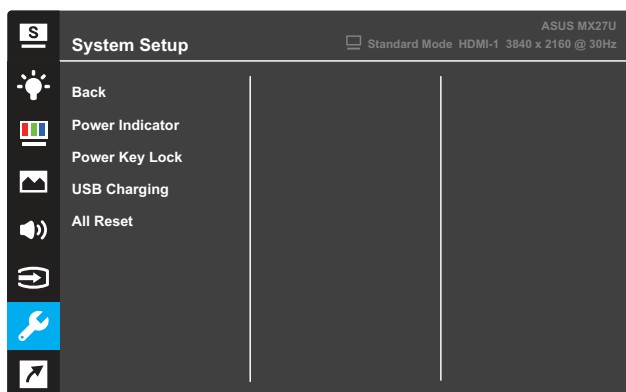 S
ASUS MX27U
System Setup
Standard Mode HDMI-1 3840 x 2160 @ 30Hz
Back
Power Indicator
Power Key Lock
USB Charging
All Reset